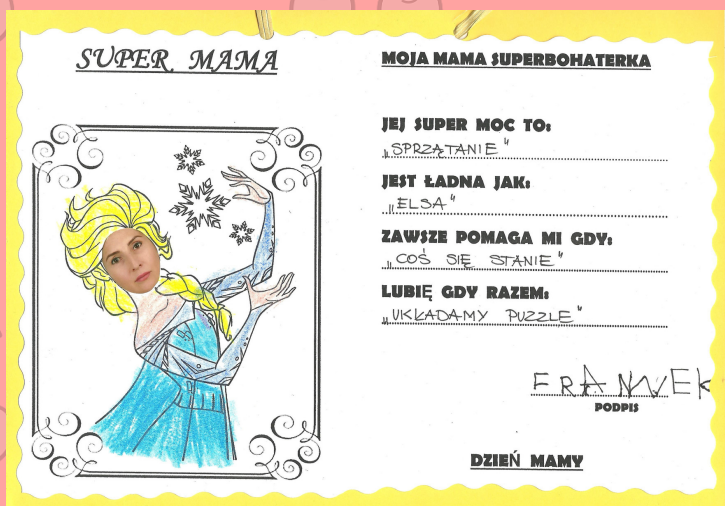 SUPER MAMA
MOJA MAMA SUPERBOHATERKA
JEJ SUPER MOC TO:
„SPRZĄTANIE"
JEST ŁADNA JAK:
„ELSA"
ZAWSZE POMAGA MI GDY:
„COŚ SIĘ STANIE"
LUBIĘ GDY RAZEM:
„UKŁADAMY PUZZLE"
FRANEK
PODPIS
DZIEŃ MAMY